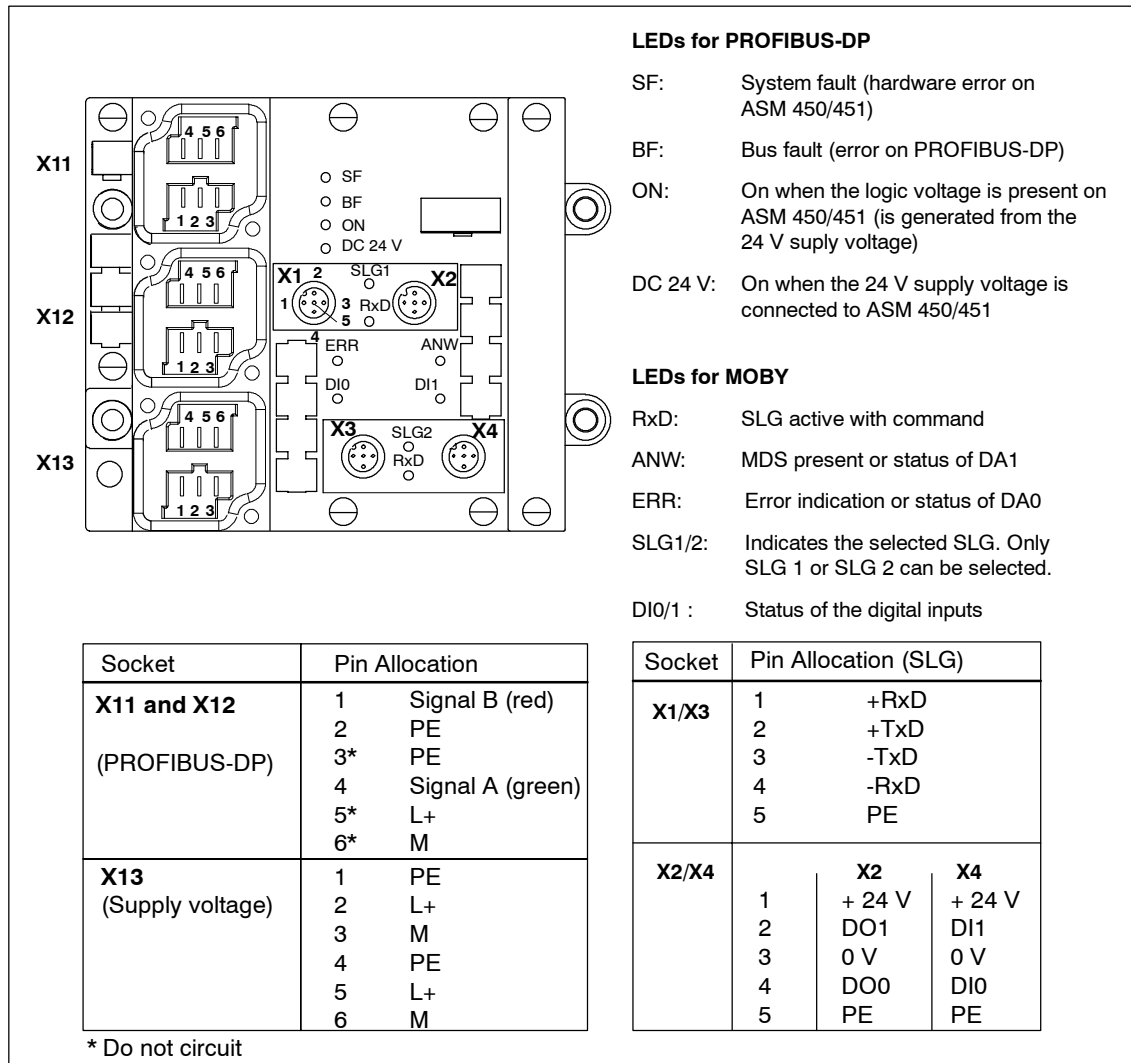 X11
X12
X13
4 5 6
1 2 3
4 5 6
1 2 3
4 5 6
1 2 3
SF
BF
ON
DC 24 V
X1 2 SLG1 X2
1 3 RxD
5
4 ERR ANW
DI0 DI1
X3 SLG2 X4
RxD
LEDs for PROFIBUS-DP
SF: System fault (hardware error on
ASM 450/451)
BF: Bus fault (error on PROFIBUS-DP)
ON: On when the logic voltage is present on
ASM 450/451 (is generated from the
24 V suply voltage)
DC 24 V: On when the 24 V supply voltage is
connected to ASM 450/451
LEDs for MOBY
RxD: SLG active with command
ANW: MDS present or status of DA1
ERR: Error indication or status of DA0
SLG1/2: Indicates the selected SLG. Only
SLG 1 or SLG 2 can be selected.
DI0/1 : Status of the digital inputs
Socket Pin Allocation
X11 and X12 1 Signal B (red)
2 PE
(PROFIBUS-DP) 3* PE
4 Signal A (green)
5* L+
6* M
X13 1 PE
(Supply voltage) 2 L+
3 M
4 PE
5 L+
6 M
* Do not circuit
Socket Pin Allocation (SLG)
X1/X3 1 +RxD
2 +TxD
3 -TxD
4 -RxD
5 PE
X2/X4 X2 X4
1 + 24 V + 24 V
2 DO1 DI1
3 0 V 0 V
4 DO0 DI0
5 PE PE